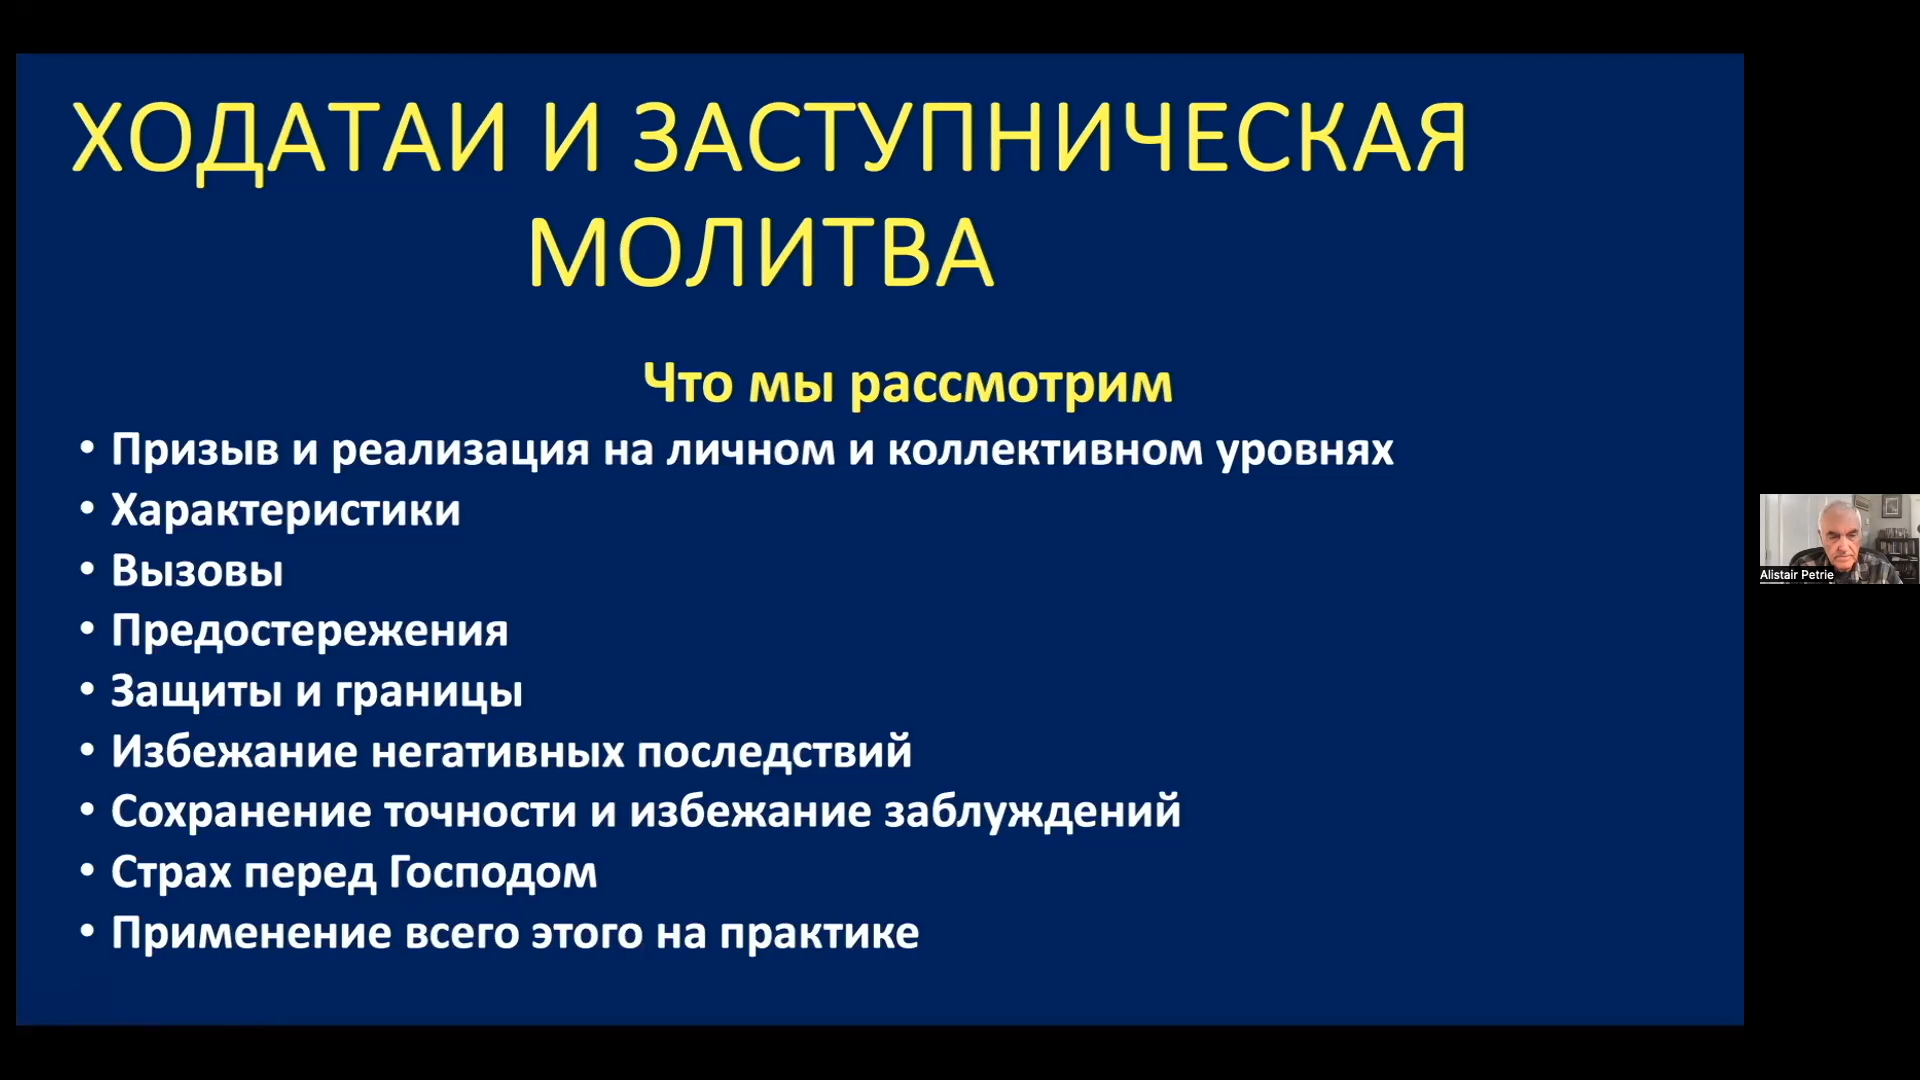 ХОДАТАИ И ЗАСТУПНИЧЕСКАЯ
МОЛИТВА
Что мы рассмотрим
• Призыв и реализация на личном и коллективном уровнях
• Характеристики
• Вызовы
• Предостережения
• Защиты и границы
• Избежание негативных последствий
• Сохранение точности и избежание заблуждений
• Страх перед Господом
• Применение всего этого на практике
Alistair Petrie